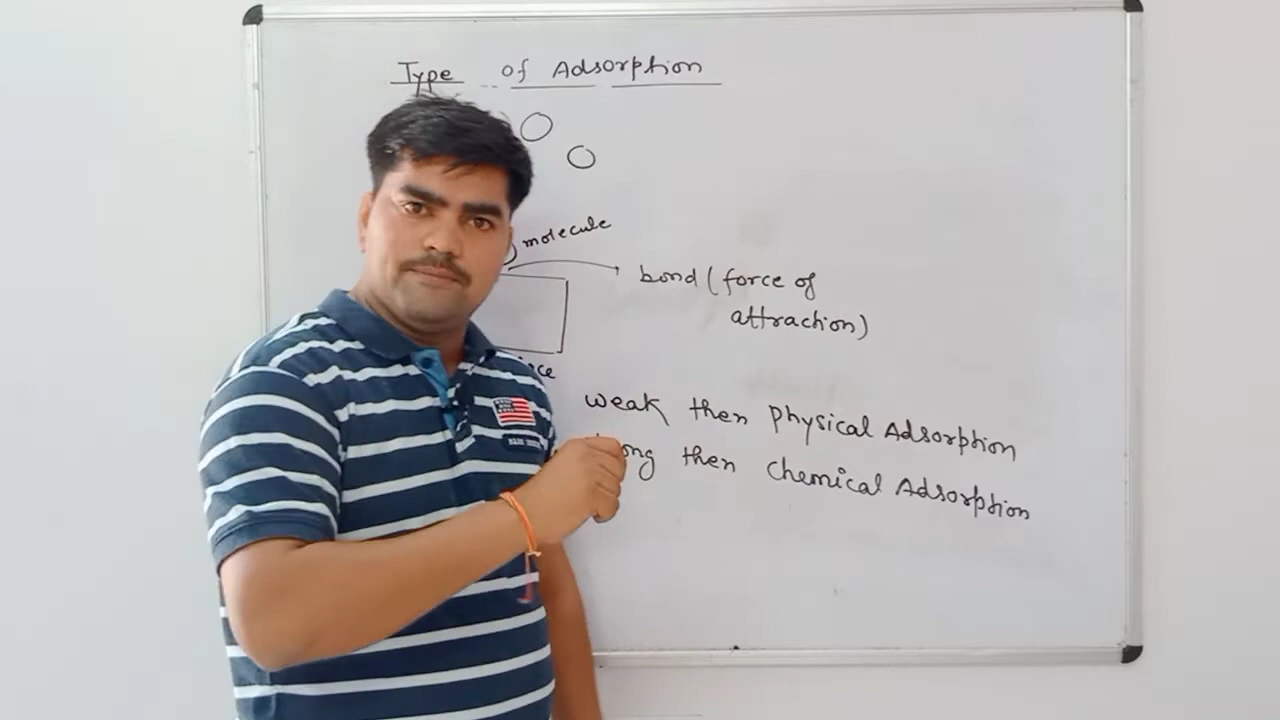 Type of Adsorption
molecule
bond (force of
attraction)
weak then Physical Adsorption
then chemical Adsorption